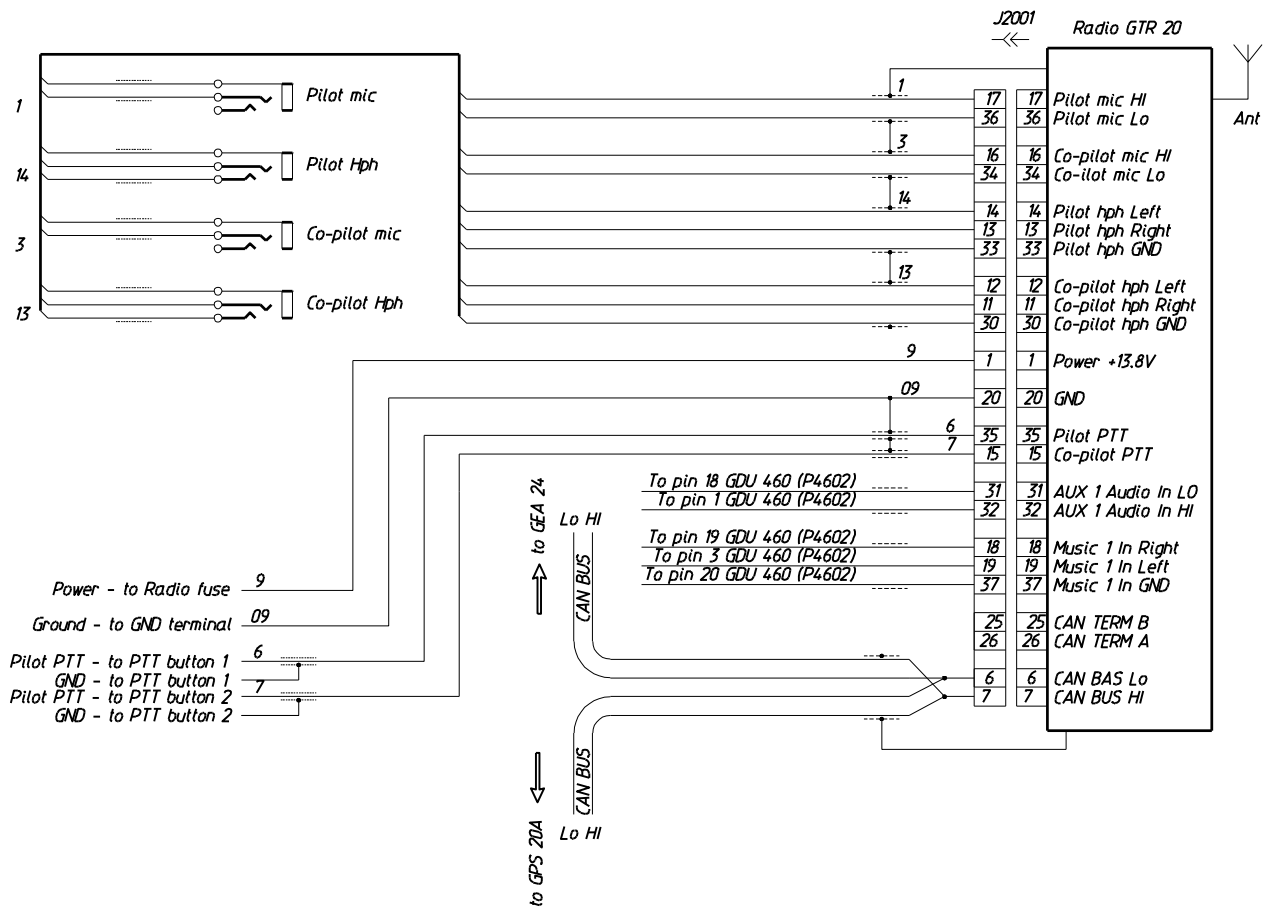 J2001
Radio GTR 20
Ant
1
Pilot mic
14
Pilot Hph
3
Co-pilot mic
13
Co-pilot Hph
1
17 17 Pilot mic HI
36 36 Pilot mic Lo
3
16 16 Co-pilot mic HI
34 34 Co-ilot mic Lo
14
14 14 Pilot hph Left
13 13 Pilot hph Right
33 33 Pilot hph GND
13
12 12 Co-pilot hph Left
11 11 Co-pilot hph Right
30 30 Co-pilot hph GND
9 1 1 Power +13.8V
09 20 20 GND
6 35 35 Pilot PTT
7 15 15 Co-pilot PTT
To pin 18 GDU 460 (P4602) 31 31 AUX 1 Audio In LO
To pin 1 GDU 460 (P4602) 32 32 AUX 1 Audio In HI
To pin 19 GDU 460 (P4602) 18 18 Music 1 In Right
To pin 3 GDU 460 (P4602) 19 19 Music 1 In Left
To pin 20 GDU 460 (P4602) 37 37 Music 1 In GND
25 25 CAN TERM B
26 26 CAN TERM A
6 6 CAN BAS Lo
7 7 CAN BUS HI
to GEA 24
Lo HI
CAN BUS
Power - to Radio fuse 9
Ground - to GND terminal 09
Pilot PTT - to PTT button 1 6
GND - to PTT button 1
Pilot PTT - to PTT button 2 7
GND - to PTT button 2
CAN BUS
Lo HI
to GPS 20A